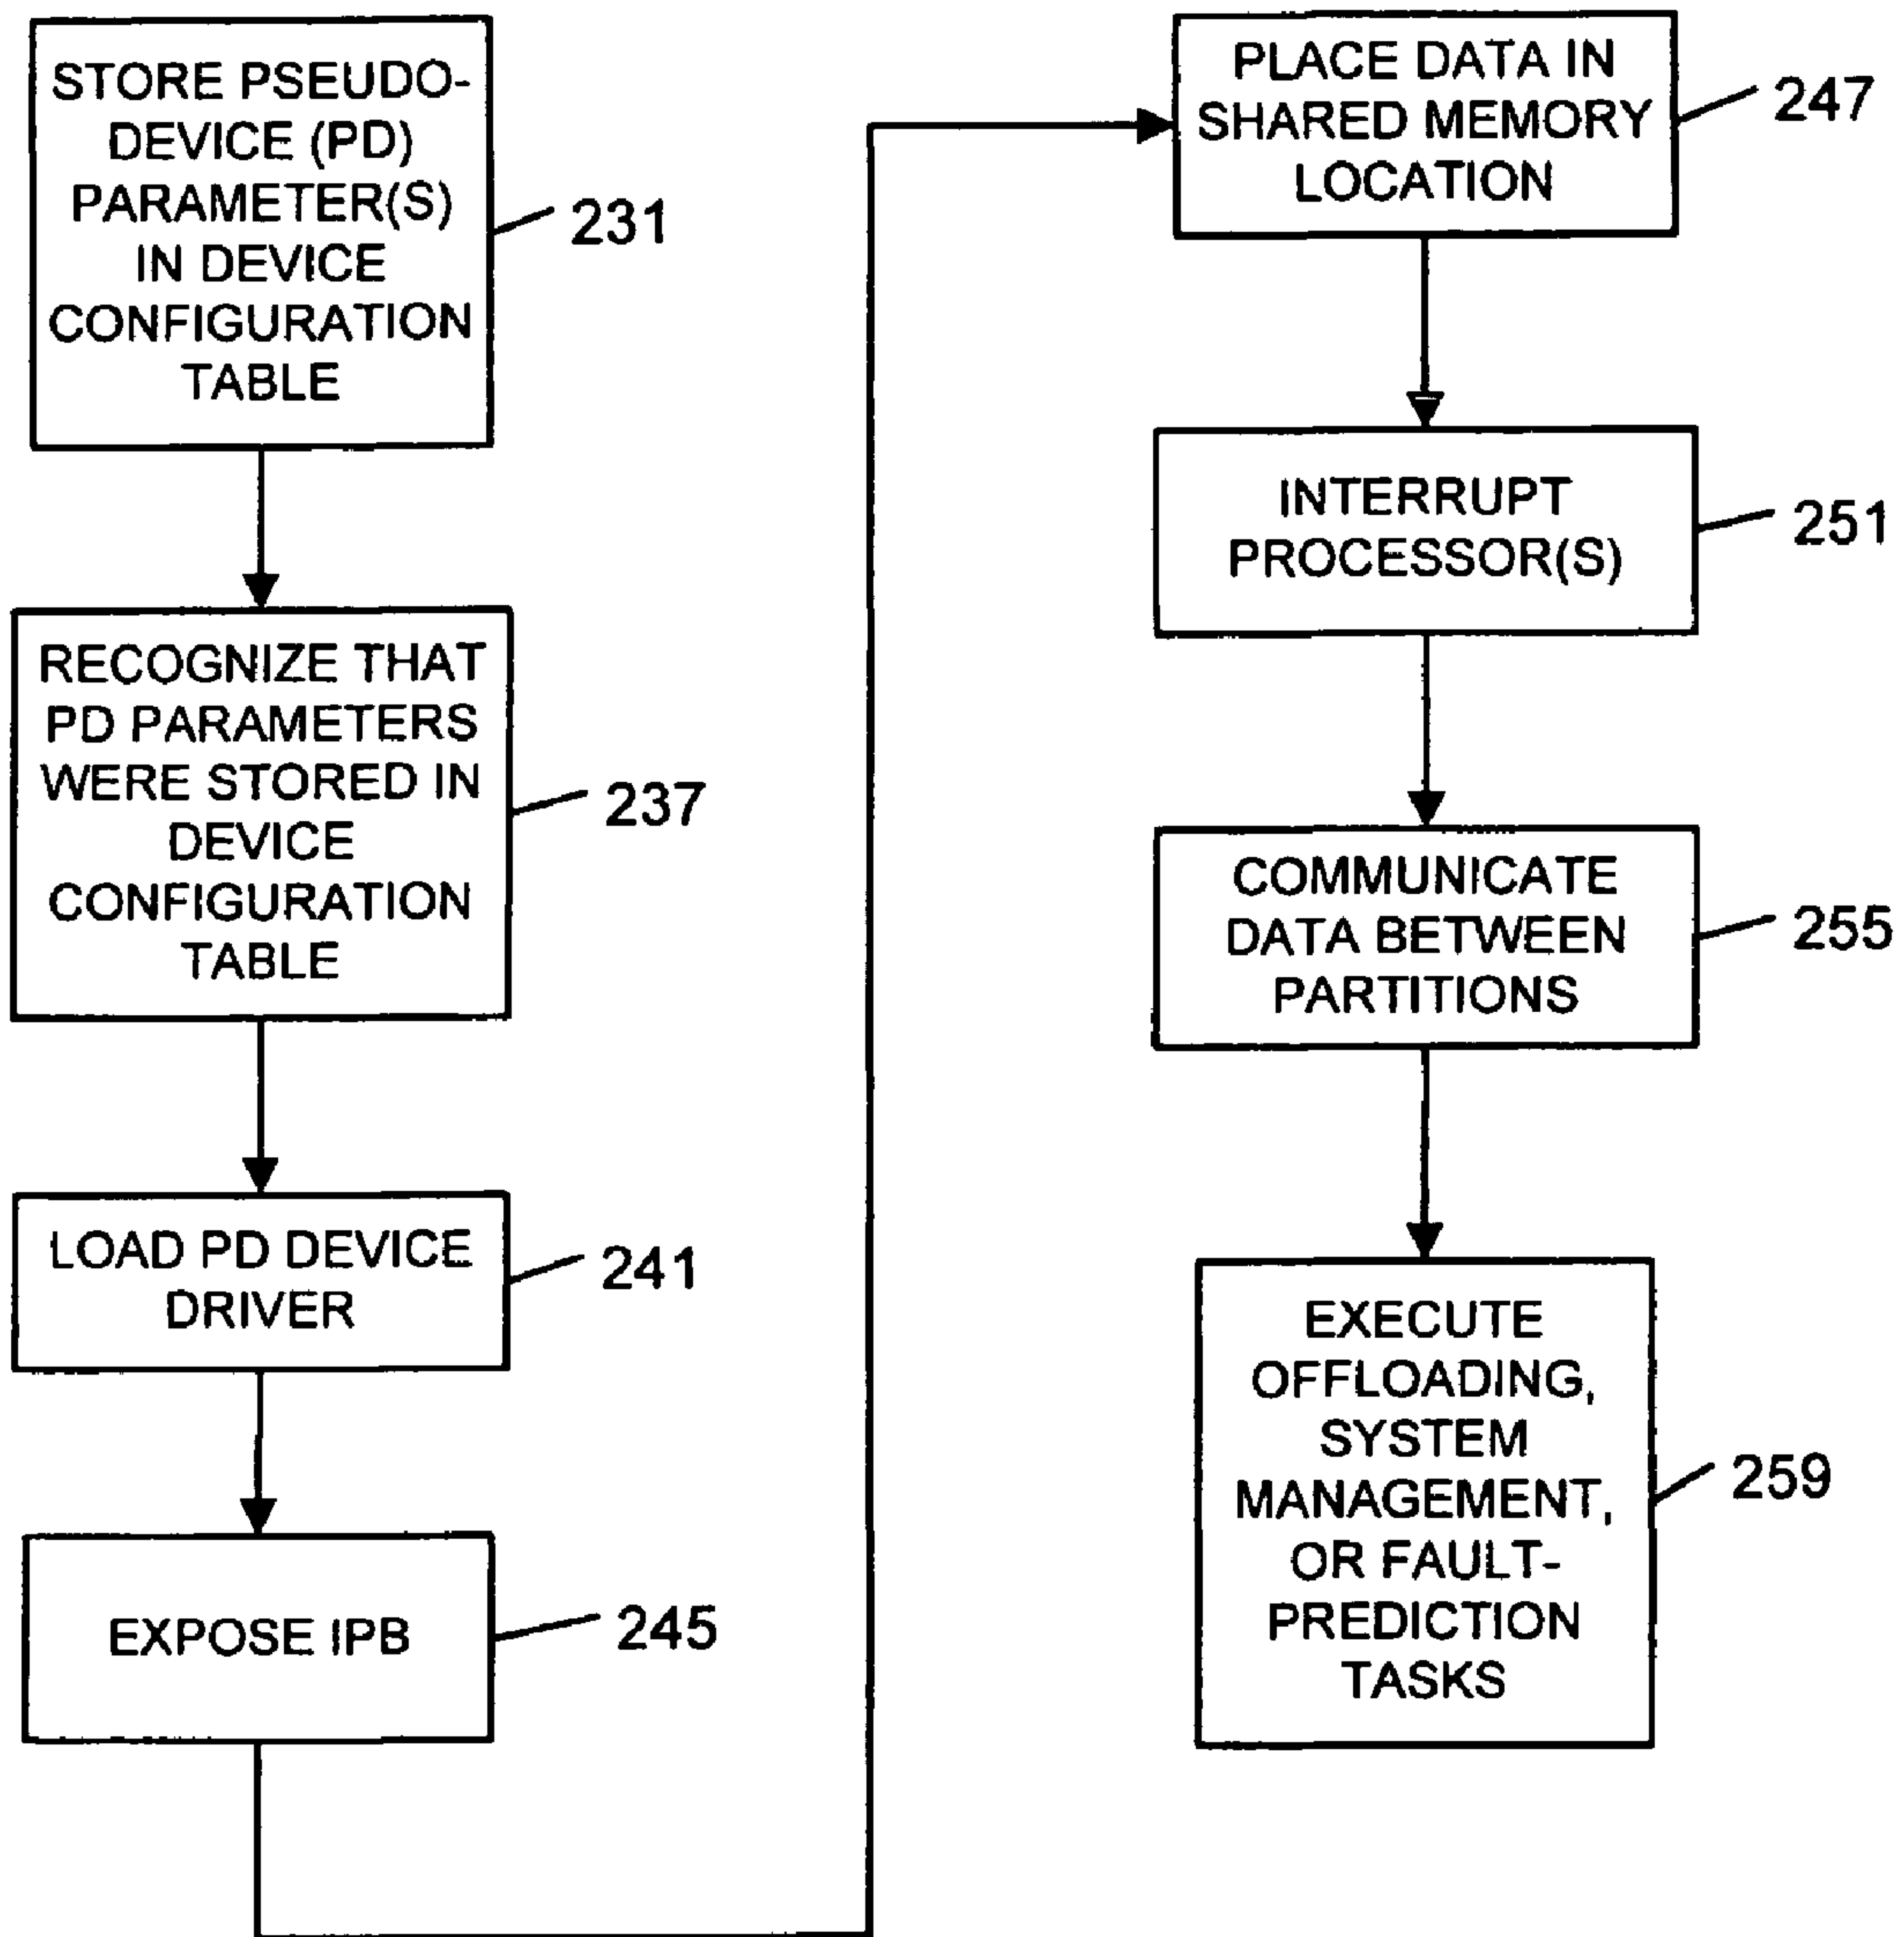 STORE PSEUDO-
DEVICE (PD)
PARAMETER(S)
IN DEVICE
CONFIGURATION
TABLE
231
RECOGNIZE THAT
PD PARAMETERS
WERE STORED IN
DEVICE
CONFIGURATION
TABLE
237
LOAD PD DEVICE
DRIVER
241
EXPOSE IPB
245
PLACE DATA IN
SHARED MEMORY
LOCATION
247
INTERRUPT
PROCESSOR(S)
251
COMMUNICATE
DATA BETWEEN
PARTITIONS
255
EXECUTE
OFFLOADING,
SYSTEM
MANAGEMENT,
OR FAULT-
PREDICTION
TASKS
259